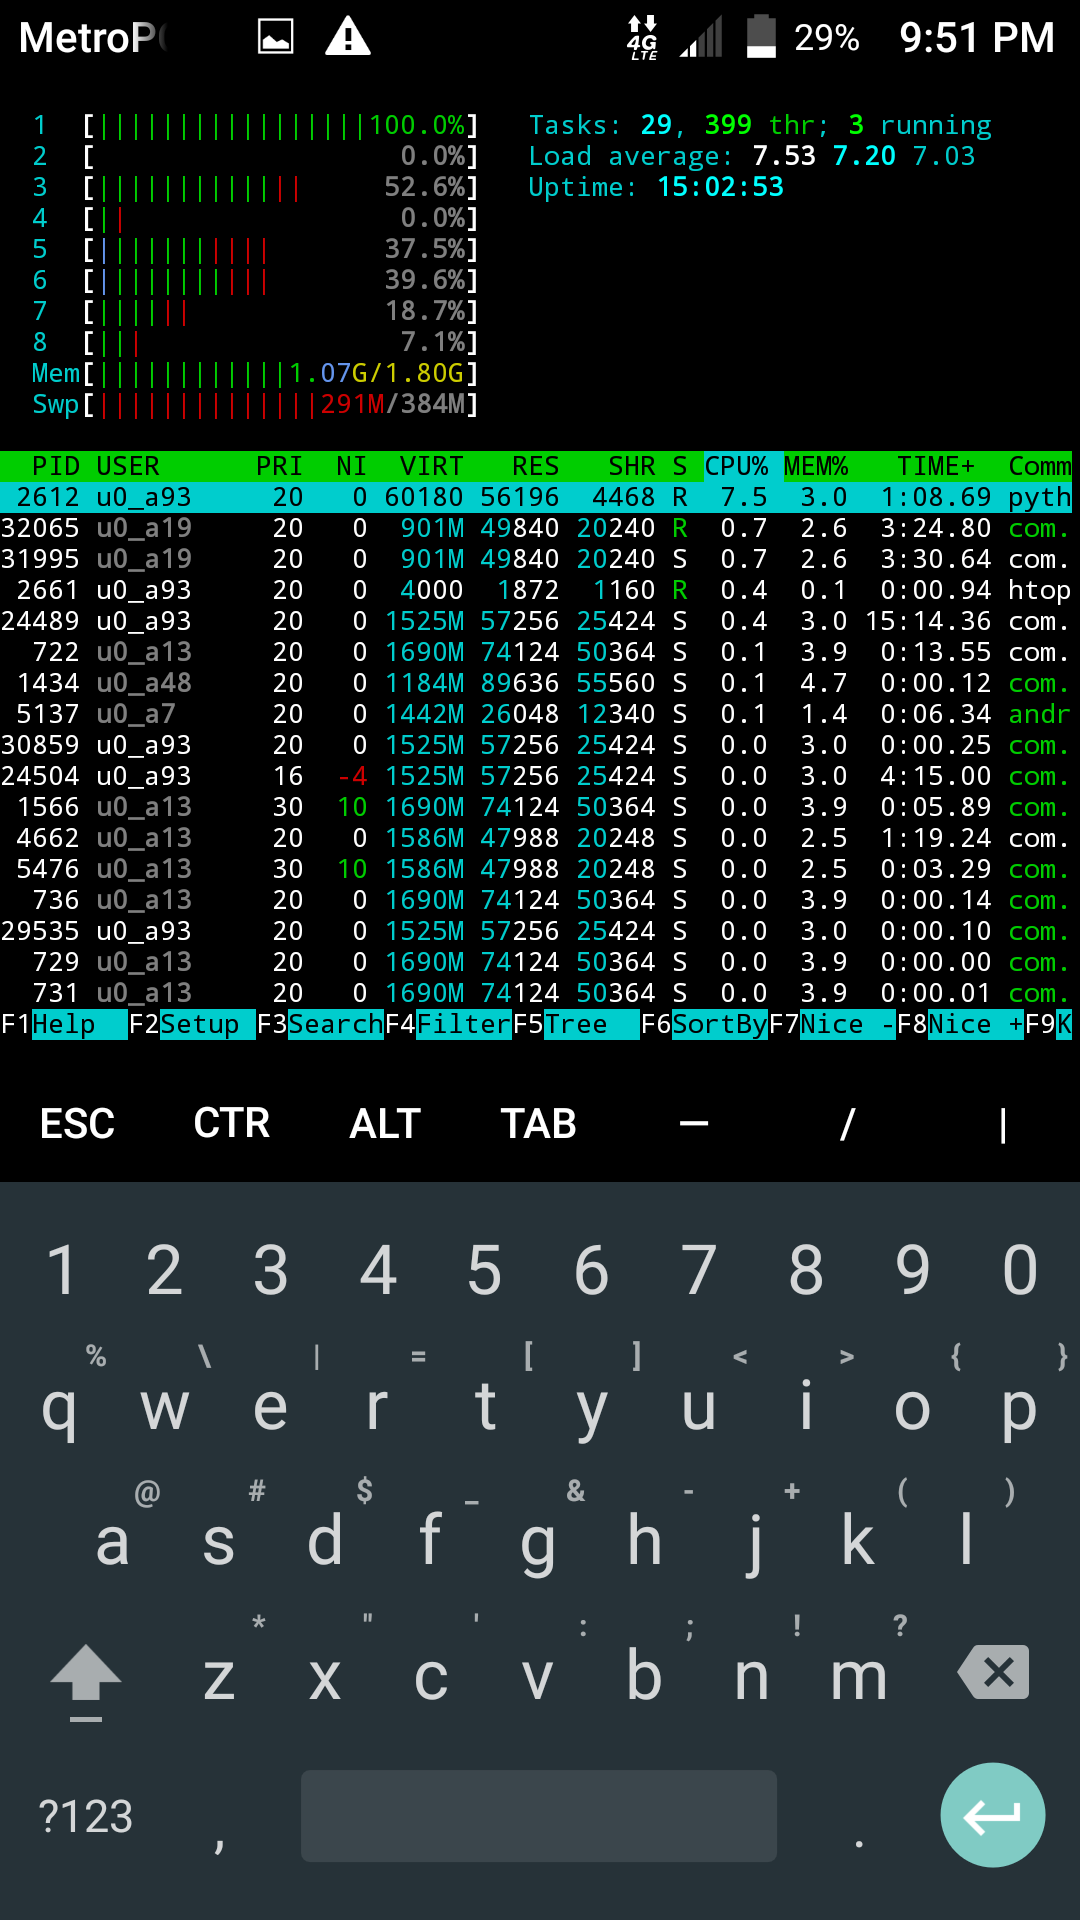 MetroP 4G LTE 29% 9:51 PM
1 [|||||||||||||||||100.0%] Tasks: 29, 399 thr; 3 running
2 [ 0.0%] Load average: 7.53 7.20 7.03
3 [||||||||||||| 52.6%] Uptime: 15:02:53
4 [|| 0.0%]
5 [||||||||||| 37.5%]
6 [||||||||||| 39.6%]
7 [|||||| 18.7%]
8 [||| 7.1%]
Mem[||||||||||||1.07G/1.80G]
Swp[||||||||||||||291M/384M]
PID USER PRI NI VIRT RES SHR S CPU% MEM% TIME+ Comm
2612 u0_a93 20 0 60180 56196 4468 R 7.5 3.0 1:08.69 pyth
32065 u0_a19 20 0 901M 49840 20240 R 0.7 2.6 3:24.80 com.
31995 u0_a19 20 0 901M 49840 20240 S 0.7 2.6 3:30.64 com.
2661 u0_a93 20 0 4000 1872 1160 R 0.4 0.1 0:00.94 htop
24489 u0_a93 20 0 1525M 57256 25424 S 0.4 3.0 15:14.36 com.
722 u0_a13 20 0 1690M 74124 50364 S 0.1 3.9 0:13.55 com.
1434 u0_a48 20 0 1184M 89636 55560 S 0.1 4.7 0:00.12 com.
5137 u0_a7 20 0 1442M 26048 12340 S 0.1 1.4 0:06.34 andr
30859 u0_a93 20 0 1525M 57256 25424 S 0.0 3.0 0:00.25 com.
24504 u0_a93 16 -4 1525M 57256 25424 S 0.0 3.0 4:15.00 com.
1566 u0_a13 30 10 1690M 74124 50364 S 0.0 3.9 0:05.89 com.
4662 u0_a13 20 0 1586M 47988 20248 S 0.0 2.5 1:19.24 com.
5476 u0_a13 30 10 1586M 47988 20248 S 0.0 2.5 0:03.29 com.
736 u0_a13 20 0 1690M 74124 50364 S 0.0 3.9 0:00.14 com.
29535 u0_a93 20 0 1525M 57256 25424 S 0.0 3.0 0:00.10 com.
729 u0_a13 20 0 1690M 74124 50364 S 0.0 3.9 0:00.00 com.
731 u0_a13 20 0 1690M 74124 50364 S 0.0 3.9 0:00.01 com.
F1Help F2Setup F3SearchF4FilterF5Tree F6SortByF7Nice -F8Nice +F9K
ESC CTR ALT TAB — / |
1 2 3 4 5 6 7 8 9 0
% \ | = [ ] < > { }
q w e r t y u i o p
@ # $ _ & - + ( )
a s d f g h j k l
* " ' : ; ! ?
z x c v b n m
?123 , .